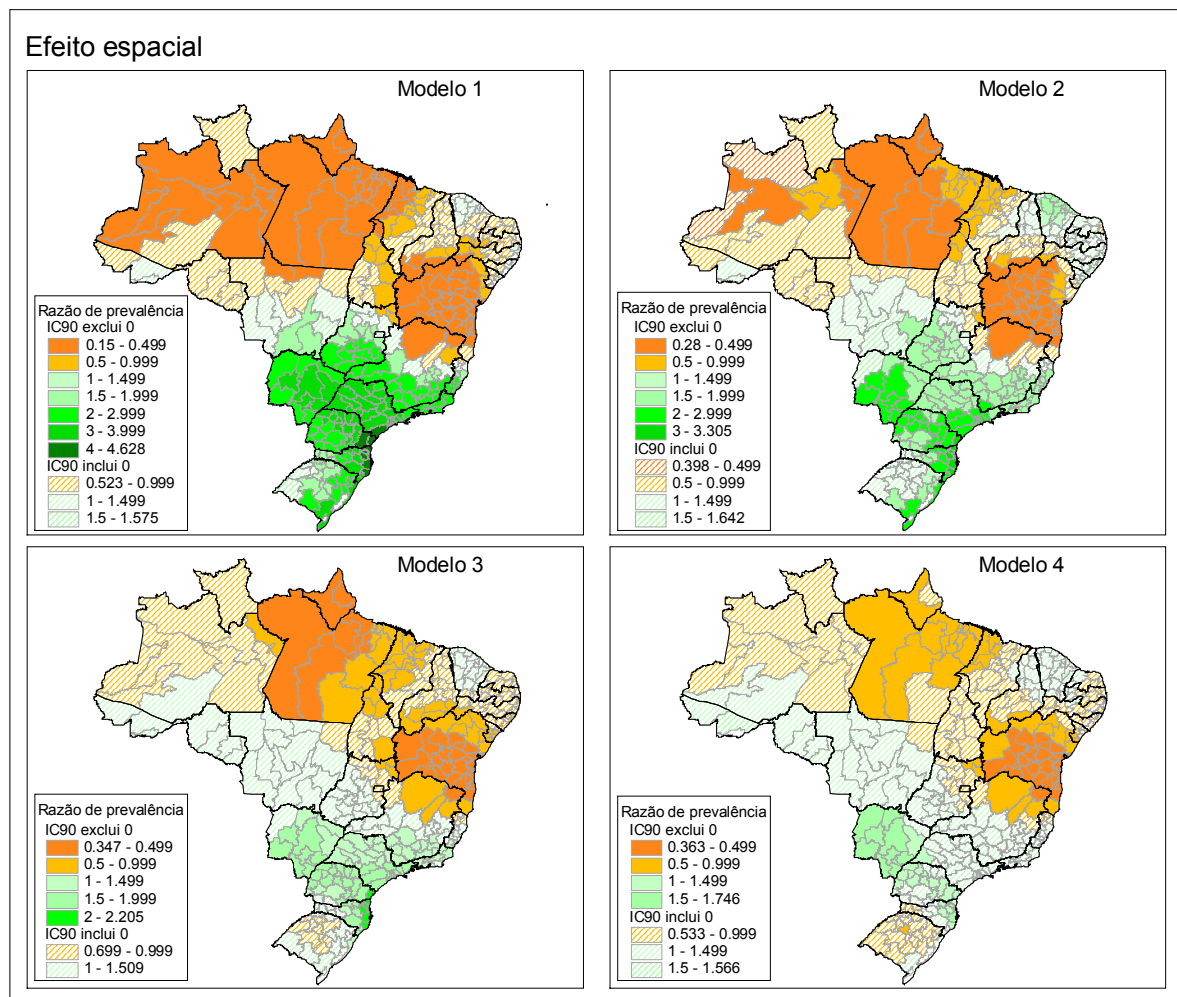 Efeito espacial
Modelo 1
Razão de prevalência
IC90 exclui 0
0.15 - 0.499
0.5 - 0.999
1 - 1.499
1.5 - 1.999
2 - 2.999
3 - 3.999
4 - 4.628
IC90 inclui 0
0.523 - 0.999
1 - 1.499
1.5 - 1.575
Modelo 2
Razão de prevalência
IC90 exclui 0
0.28 - 0.499
0.5 - 0.999
1 - 1.499
1.5 - 1.999
2 - 2.999
3 - 3.305
IC90 inclui 0
0.398 - 0.499
0.5 - 0.999
1 - 1.499
1.5 - 1.642
Modelo 3
Razão de prevalência
IC90 exclui 0
0.347 - 0.499
0.5 - 0.999
1 - 1.499
1.5 - 1.999
2 - 2.205
IC90 inclui 0
0.699 - 0.999
1 - 1.509
Modelo 4
Razão de prevalência
IC90 exclui 0
0.363 - 0.499
0.5 - 0.999
1 - 1.499
1.5 - 1.746
IC90 inclui 0
0.533 - 0.999
1 - 1.499
1.5 - 1.566